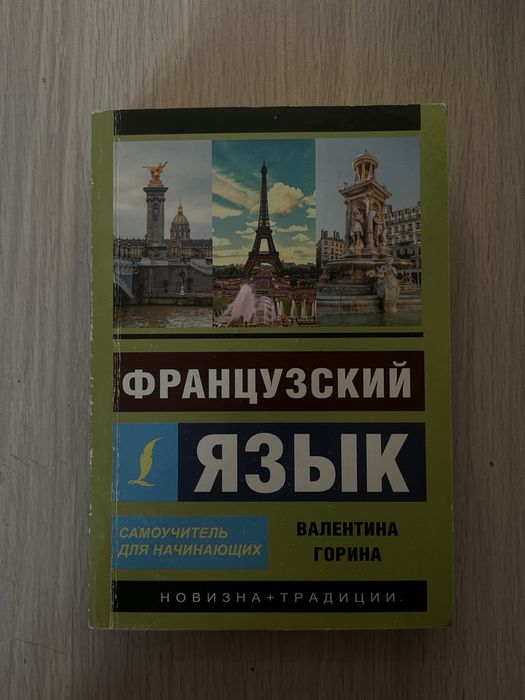 ФРАНЦУЗСКИЙ
ЯЗЫК
САМОУЧИТЕЛЬ
ДЛЯ НАЧИНАЮЩИХ
ВАЛЕНТИНА
ГОРИНА
НОВИЗНА+ТРАДИЦИИ.